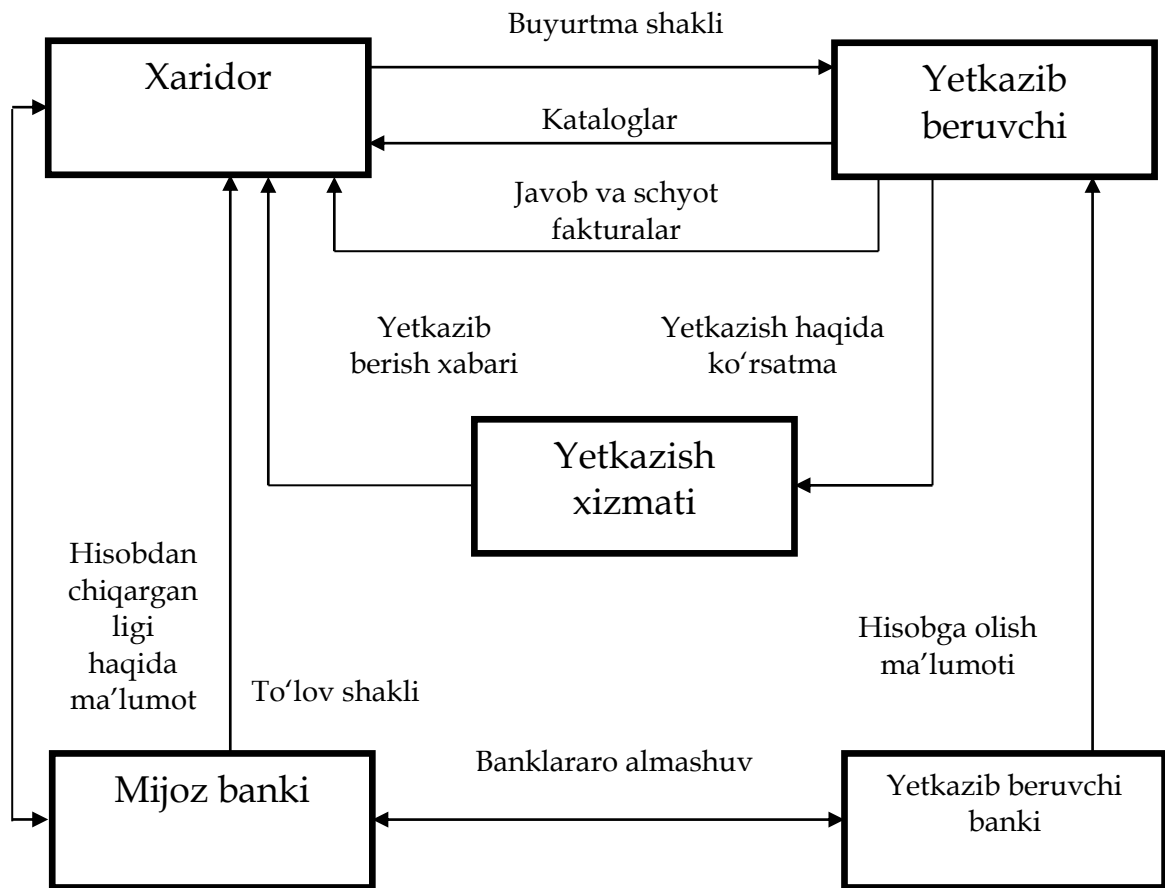 Buyurtma shakli
Xaridor
Yetkazib
beruvchi
Kataloglar
Javob va schyot
fakturalar
Yetkazib
berish xabari
Yetkazish haqida
ko‘rsatma
Yetkazish
xizmati
Hisobdan
chiqargan
ligi
haqida
ma’lumot
To‘lov shakli
Hisobga olish
ma’lumoti
Mijoz banki
Banklararo almashuv
Yetkazib beruvchi
banki